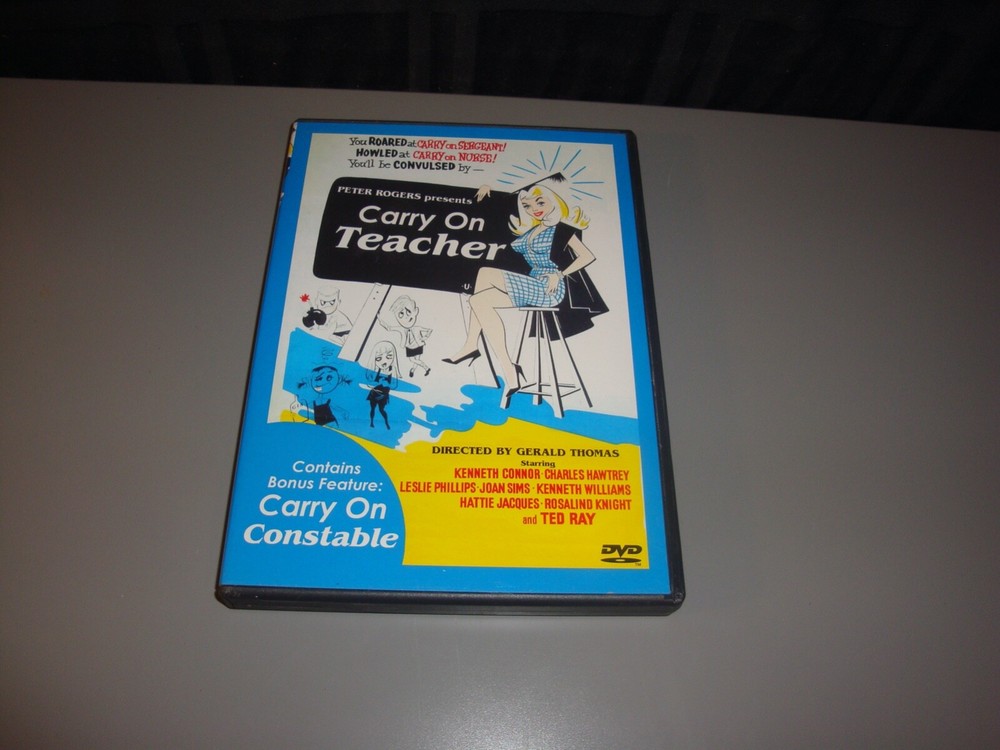 You ROARED at CARRY on SERGEANT!
HOWLED at CARRY on NURSE!
You'll be CONVULSED by —
PETER ROGERS presents
Carry On
Teacher
·U·
DIRECTED BY GERALD THOMAS
Starring
KENNETH CONNOR · CHARLES HAWTREY
LESLIE PHILLIPS · JOAN SIMS · KENNETH WILLIAMS
HATTIE JACQUES · ROSALIND KNIGHT
and TED RAY
Contains
Bonus Feature:
Carry On
Constable
DVD
TM